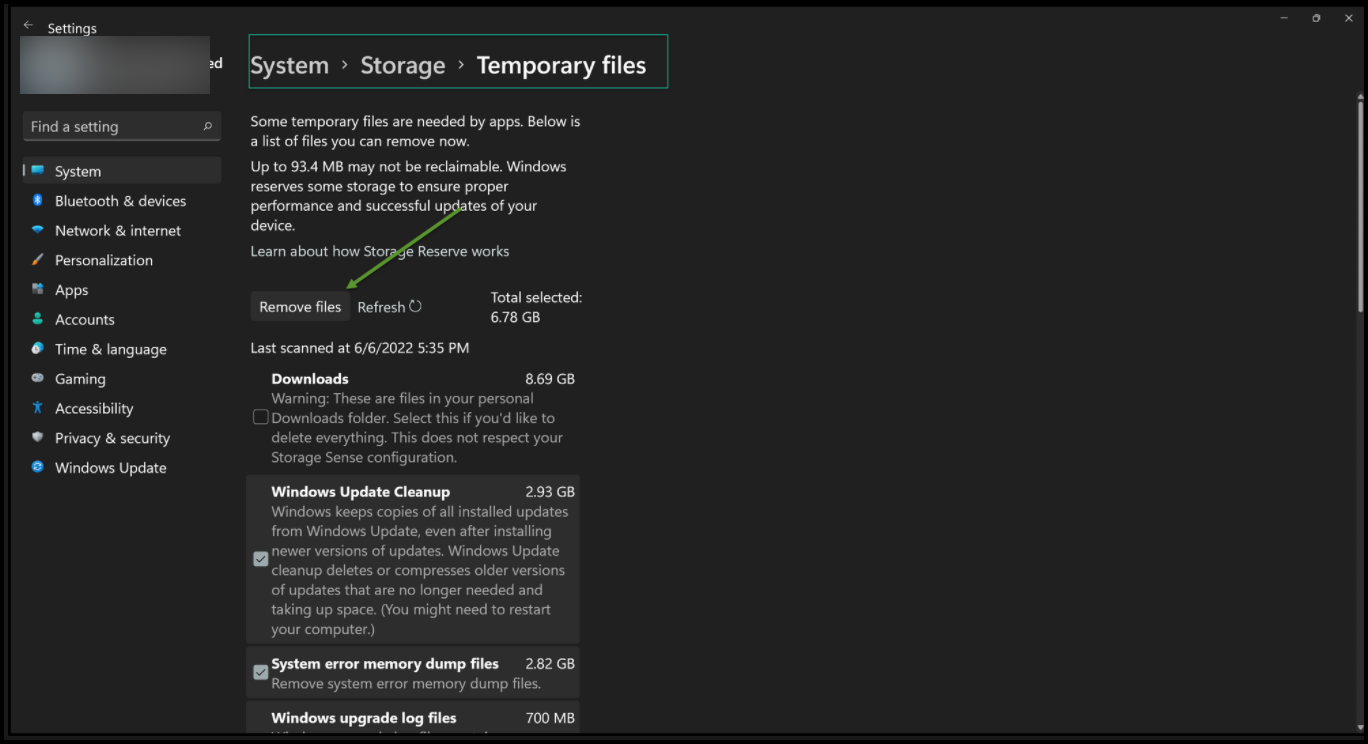 Settings
ed
System › Storage › Temporary files
Find a setting
System
Bluetooth & devices
Network & internet
Personalization
Apps
Accounts
Time & language
Gaming
Accessibility
Privacy & security
Windows Update
Some temporary files are needed by apps. Below is
a list of files you can remove now.
Up to 93.4 MB may not be reclaimable. Windows
reserves some storage to ensure proper
performance and successful updates of your
device.
Learn about how Storage Reserve works
Remove files
Refresh
Total selected:
6.78 GB
Last scanned at 6/6/2022 5:35 PM
Downloads 8.69 GB
Warning: These are files in your personal
Downloads folder. Select this if you'd like to
delete everything. This does not respect your
Storage Sense configuration.
Windows Update Cleanup 2.93 GB
Windows keeps copies of all installed updates
from Windows Update, even after installing
newer versions of updates. Windows Update
cleanup deletes or compresses older versions
of updates that are no longer needed and
taking up space. (You might need to restart
your computer.)
System error memory dump files 2.82 GB
Remove system error memory dump files.
Windows upgrade log files 700 MB